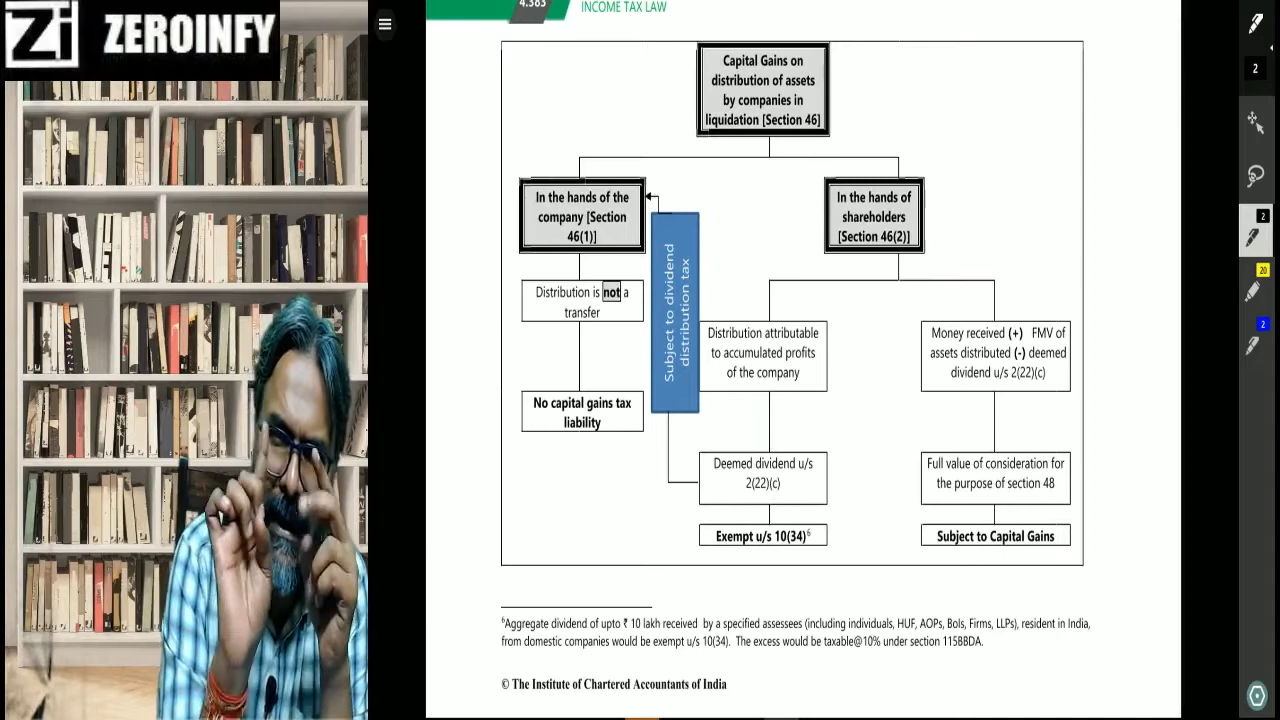 Zi ZEROINFY
4.383
INCOME TAX LAW
Capital Gains on
distribution of assets
by companies in
liquidation [Section 46]
In the hands of the
company [Section
46(1)]
In the hands of
shareholders
[Section 46(2)]
Subject to dividend
distribution tax
Distribution is not a
transfer
No capital gains tax
liability
Distribution attributable
to accumulated profits
of the company
Money received (+) FMV of
assets distributed (-) deemed
dividend u/s 2(22)(c)
Deemed dividend u/s
2(22)(c)
Full value of consideration for
the purpose of section 48
Exempt u/s 10(34)6
Subject to Capital Gains
6Aggregate dividend of upto ₹ 10 lakh received by a specified assessees (including individuals, HUF, AOPs, BoIs, Firms, LLPs), resident in India,
from domestic companies would be exempt u/s 10(34). The excess would be taxable@10% under section 115BBDA.
© The Institute of Chartered Accountants of India
2
2
20
2